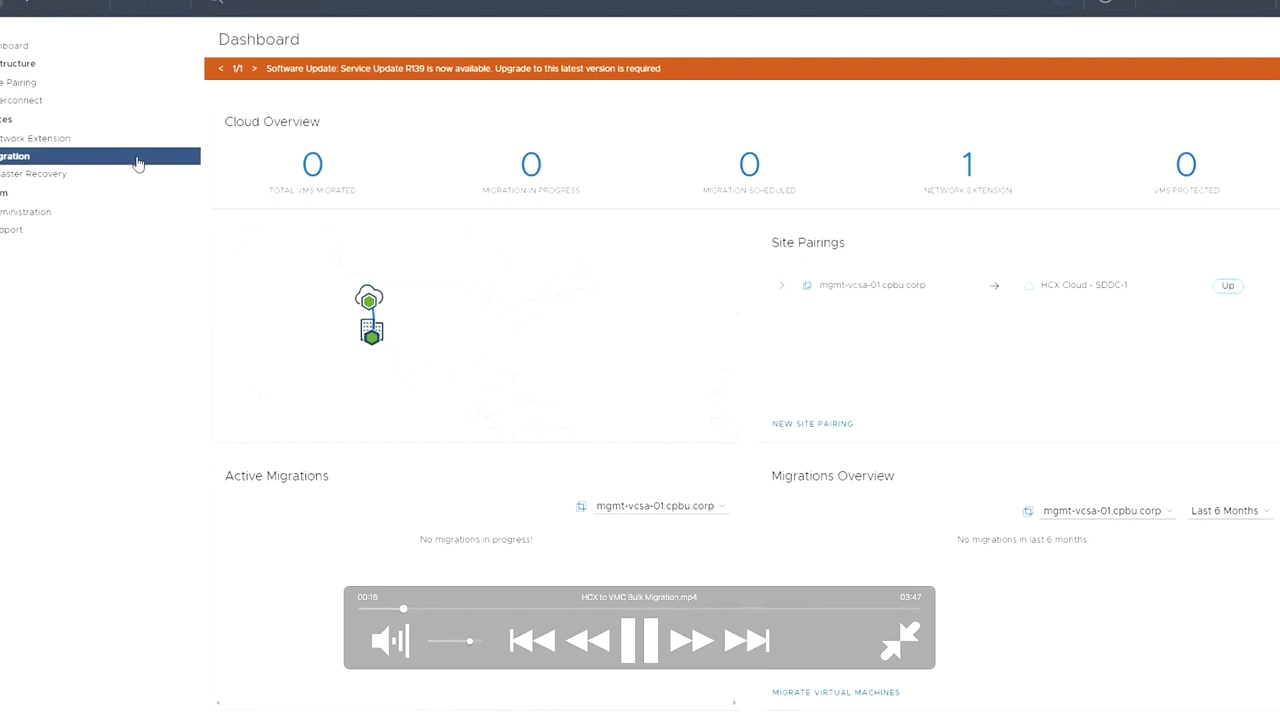 Dashboard
Software Update: Service Update R139 is now available. Upgrade to this latest version is required
< 1/1 >
board
tructure
e Pairing
erconnect
ces
twork Extension
gration
aster Recovery
m
ministration
pport
Cloud Overview
0 0 0 1 0
TOTAL VMS MIGRATED MIGRATION IN PROGRESS MIGRATION SCHEDULED NETWORK EXTENSION VMS PROTECTED
Site Pairings
mgmt-vcsa-01.cpbu.corp → HCX Cloud - SDDC-1 Up
NEW SITE PAIRING
Active Migrations
mgmt-vcsa-01.cpbu.corp
No migrations in progress!
Migrations Overview
mgmt-vcsa-01.cpbu.corp Last 6 Months
No migrations in last 6 months
00:16 HCX to VMC Bulk Migration.mp4 03:47
MIGRATE VIRTUAL MACHINES